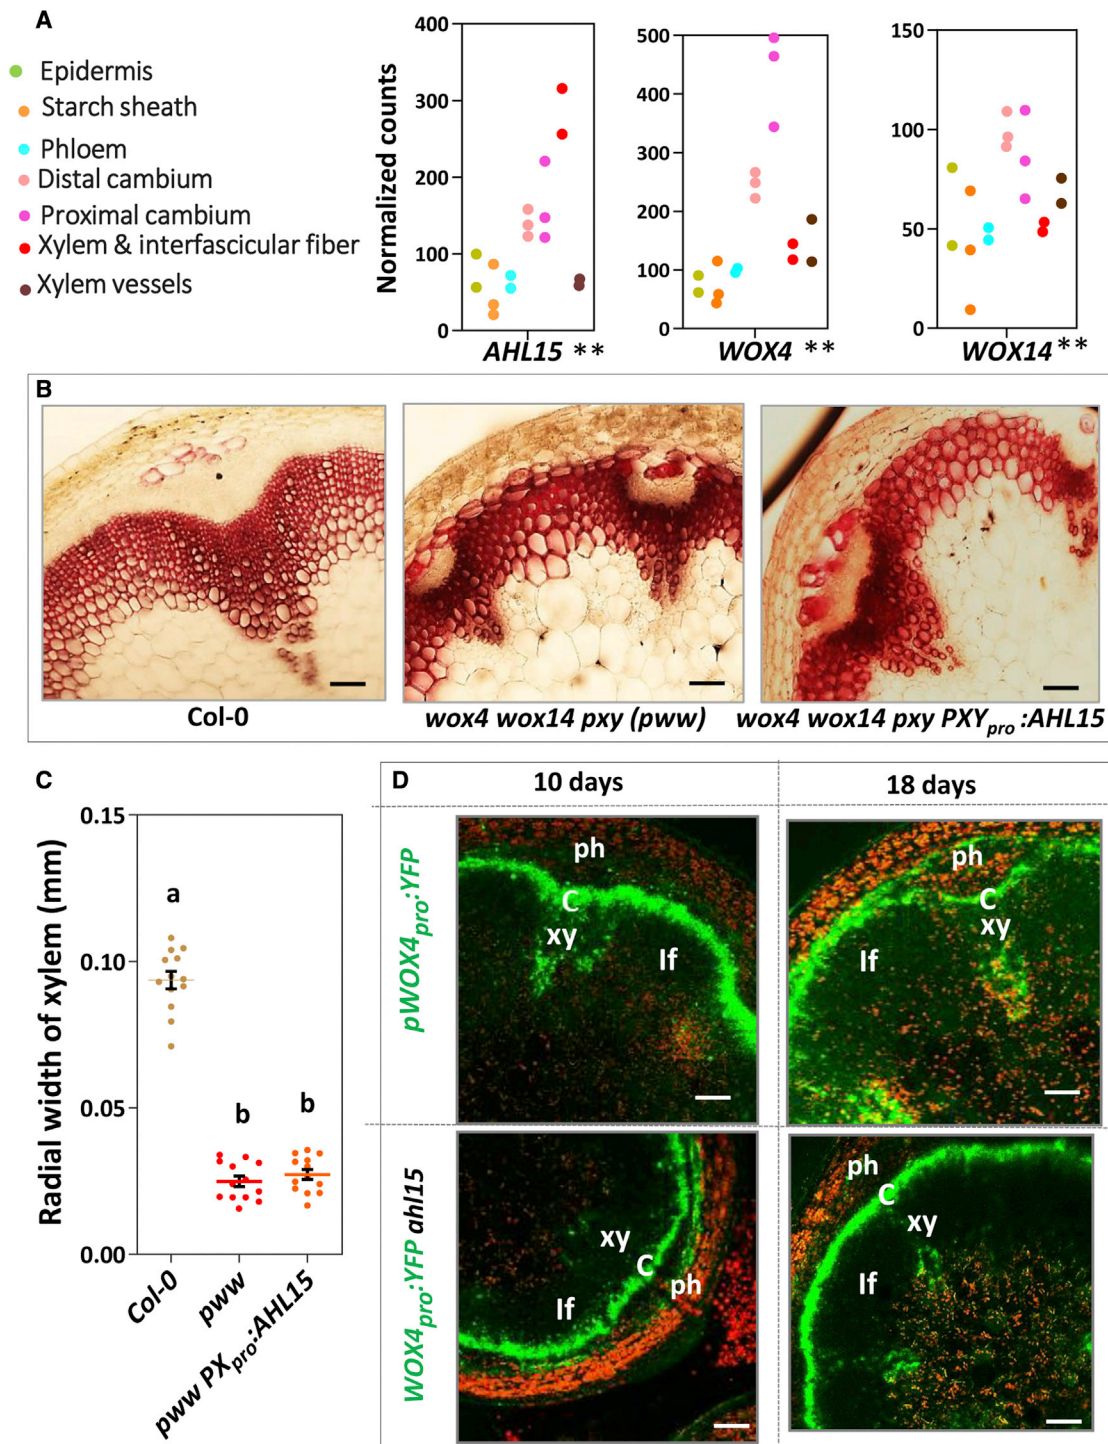 A
Epidermis
Starch sheath
Phloem
Distal cambium
Proximal cambium
Xylem & interfascicular fiber
Xylem vessels
Normalized counts
400
300
200
100
0
AHL15 **
500
400
300
200
100
0
WOX4 **
150
100
50
0
WOX14 **
B
Col-0
wox4 wox14 pxy (pww)
wox4 wox14 pxy PXYpro :AHL15
C
Radial width of xylem (mm)
0.15
0.10
0.05
0.00
a
b
b
Col-0
pww
pww PXpro:AHL15
D
10 days
18 days
pWOX4pro:YFP
ph
C
xy
If
ph
C
xy
If
WOX4pro:YFP ahl15
xy
C
ph
If
ph
C
xy
If